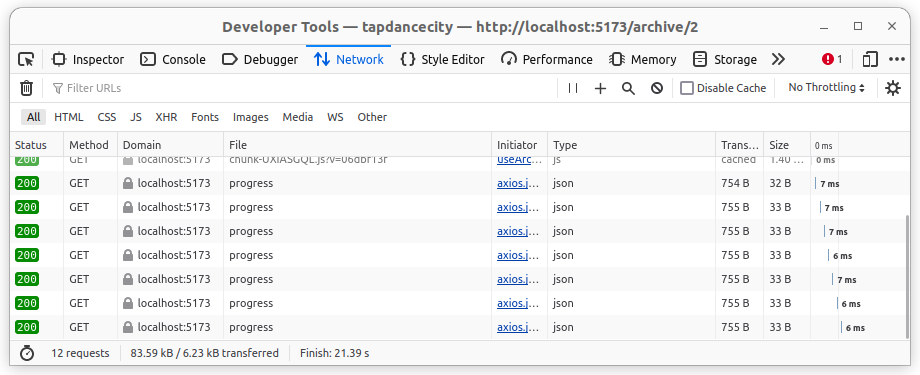 Developer Tools — tapdancecity — http://localhost:5173/archive/2
Inspector Console Debugger Network Style Editor Performance Memory Storage 1
Filter URLs Disable Cache No Throttling
All HTML CSS JS XHR Fonts Images Media WS Other
Status Method Domain File Initiator Type Trans… Size 0 ms
200 GET localhost:5173 chunk-UXIASGQL.js?v=06dbf13f useArc… js cached 1.40 … 0 ms
200 GET localhost:5173 progress axios.j… json 754 B 32 B 7 ms
200 GET localhost:5173 progress axios.j… json 755 B 33 B 7 ms
200 GET localhost:5173 progress axios.j… json 755 B 33 B 7 ms
200 GET localhost:5173 progress axios.j… json 755 B 33 B 6 ms
200 GET localhost:5173 progress axios.j… json 755 B 33 B 7 ms
200 GET localhost:5173 progress axios.j… json 755 B 33 B 6 ms
200 GET localhost:5173 progress axios.j… json 755 B 33 B 6 ms
12 requests 83.59 kB / 6.23 kB transferred Finish: 21.39 s